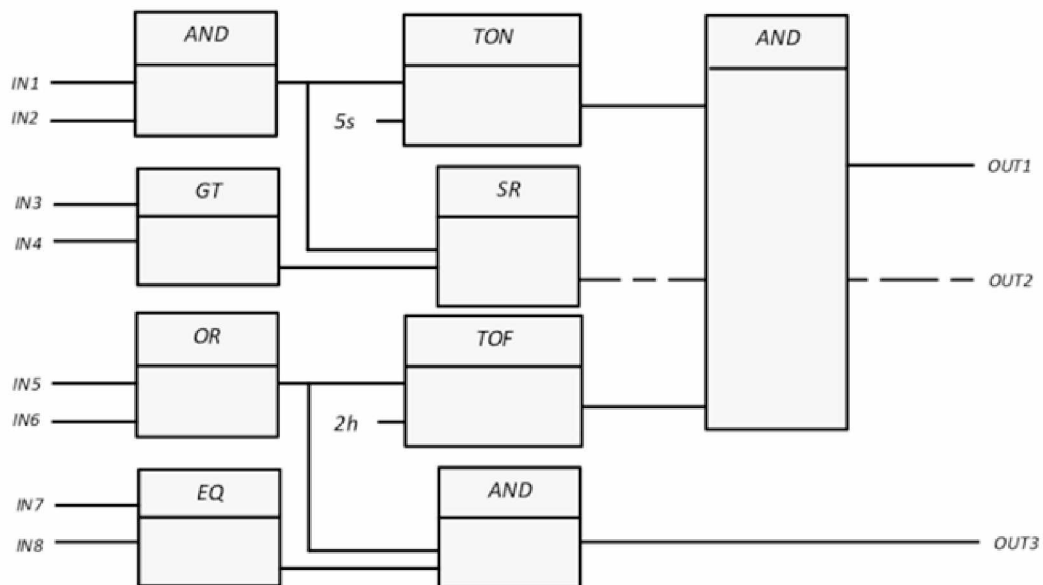 AND
TON
AND
IN1
IN2
5s
OUT1
GT
SR
IN3
IN4
OUT2
OR
TOF
IN5
IN6
2h
EQ
AND
IN7
IN8
OUT3